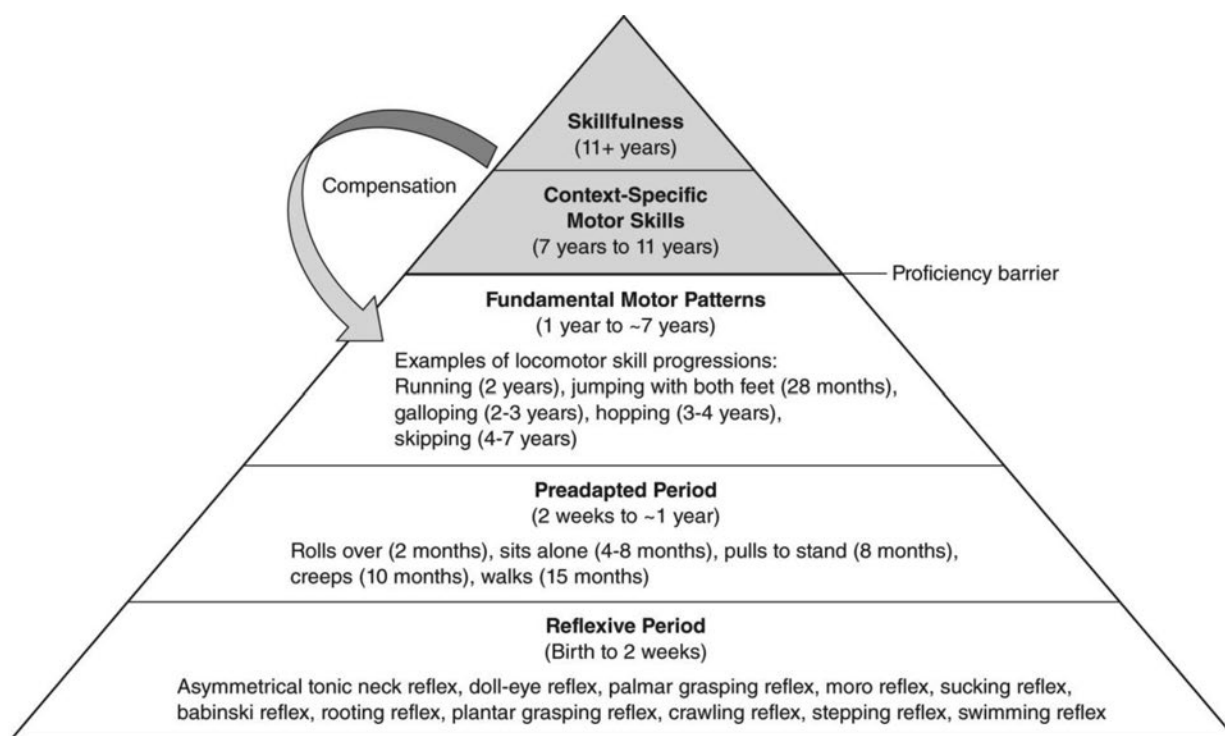 Skillfulness
(11+ years)
Compensation
Context-Specific
Motor Skills
(7 years to 11 years)
Proficiency barrier
Fundamental Motor Patterns
(1 year to ~7 years)
Examples of locomotor skill progressions:
Running (2 years), jumping with both feet (28 months),
galloping (2-3 years), hopping (3-4 years),
skipping (4-7 years)
Preadapted Period
(2 weeks to ~1 year)
Rolls over (2 months), sits alone (4-8 months), pulls to stand (8 months),
creeps (10 months), walks (15 months)
Reflexive Period
(Birth to 2 weeks)
Asymmetrical tonic neck reflex, doll-eye reflex, palmar grasping reflex, moro reflex, sucking reflex,
babinski reflex, rooting reflex, plantar grasping reflex, crawling reflex, stepping reflex, swimming reflex